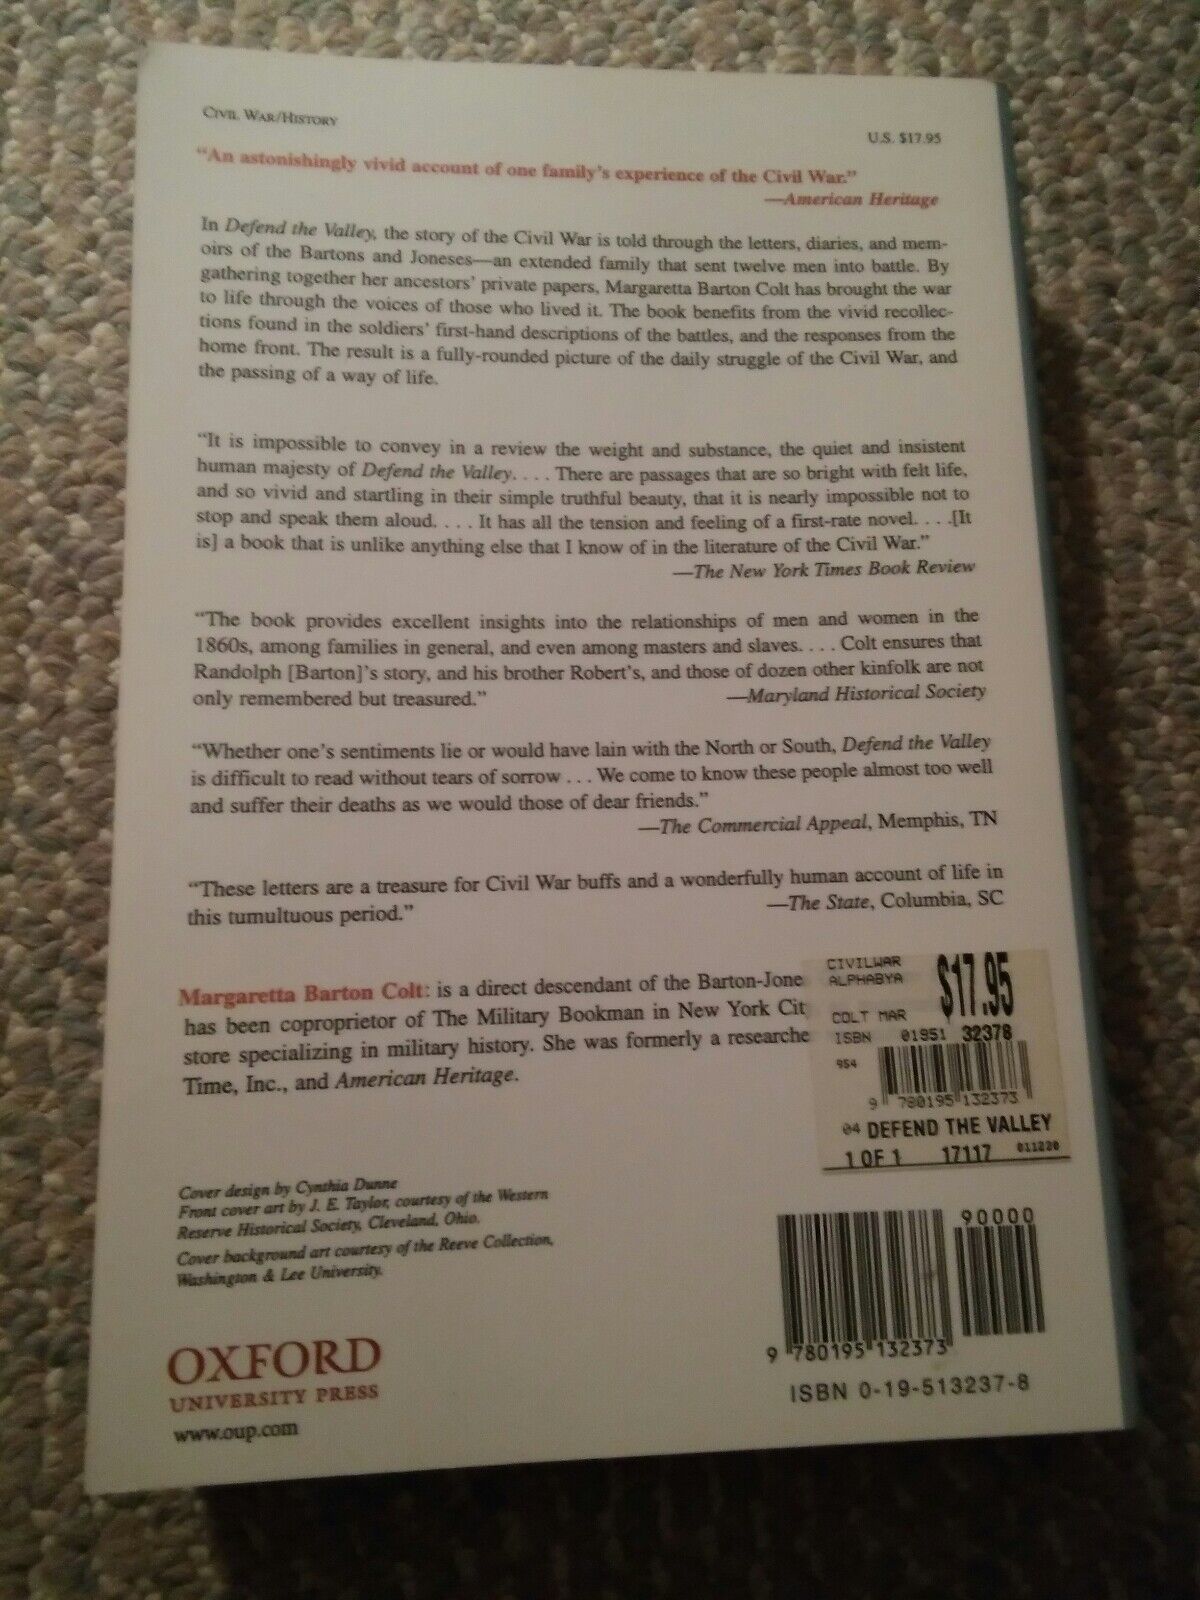 CIVIL WAR/HISTORY
U.S. $17.95
“An astonishingly vivid account of one family’s experience of the Civil War.”
—American Heritage
In Defend the Valley, the story of the Civil War is told through the letters, diaries, and mem-
oirs of the Bartons and Joneses—an extended family that sent twelve men into battle. By
gathering together her ancestors’ private papers, Margaretta Barton Colt has brought the war
to life through the voices of those who lived it. The book benefits from the vivid recollec-
tions found in the soldiers’ first-hand descriptions of the battles, and the responses from the
home front. The result is a fully-rounded picture of the daily struggle of the Civil War, and
the passing of a way of life.
“It is impossible to convey in a review the weight and substance, the quiet and insistent
human majesty of Defend the Valley. . . . There are passages that are so bright with felt life,
and so vivid and startling in their simple truthful beauty, that it is nearly impossible not to
stop and speak them aloud. . . . It has all the tension and feeling of a first-rate novel. . . .[It
is] a book that is unlike anything else that I know of in the literature of the Civil War.”
—The New York Times Book Review
“The book provides excellent insights into the relationships of men and women in the
1860s, among families in general, and even among masters and slaves. . . . Colt ensures that
Randolph [Barton]’s story, and his brother Robert’s, and those of dozen other kinfolk are not
only remembered but treasured.” —Maryland Historical Society
“Whether one’s sentiments lie or would have lain with the North or South, Defend the Valley
is difficult to read without tears of sorrow . . . We come to know these people almost too well
and suffer their deaths as we would those of dear friends.”
—The Commercial Appeal, Memphis, TN
“These letters are a treasure for Civil War buffs and a wonderfully human account of life in
this tumultuous period.” —The State, Columbia, SC
Margaretta Barton Colt: is a direct descendant of the Barton-Jone
has been coproprietor of The Military Bookman in New York Cit
store specializing in military history. She was formerly a researche
Time, Inc., and American Heritage.
CIVILWAR
ALPHABYA
$17.95
COLT MAR
ISBN 01951 32378
954
9 780195 132373
04 DEFEND THE VALLEY
1 OF 1 17117 011220
Cover design by Cynthia Dunne
Front cover art by J. E. Taylor, courtesy of the Western
Reserve Historical Society, Cleveland, Ohio.
Cover background art courtesy of the Reeve Collection,
Washington & Lee University.
OXFORD
UNIVERSITY PRESS
www.oup.com
90000
9 780195 132373
ISBN 0-19-513237-8